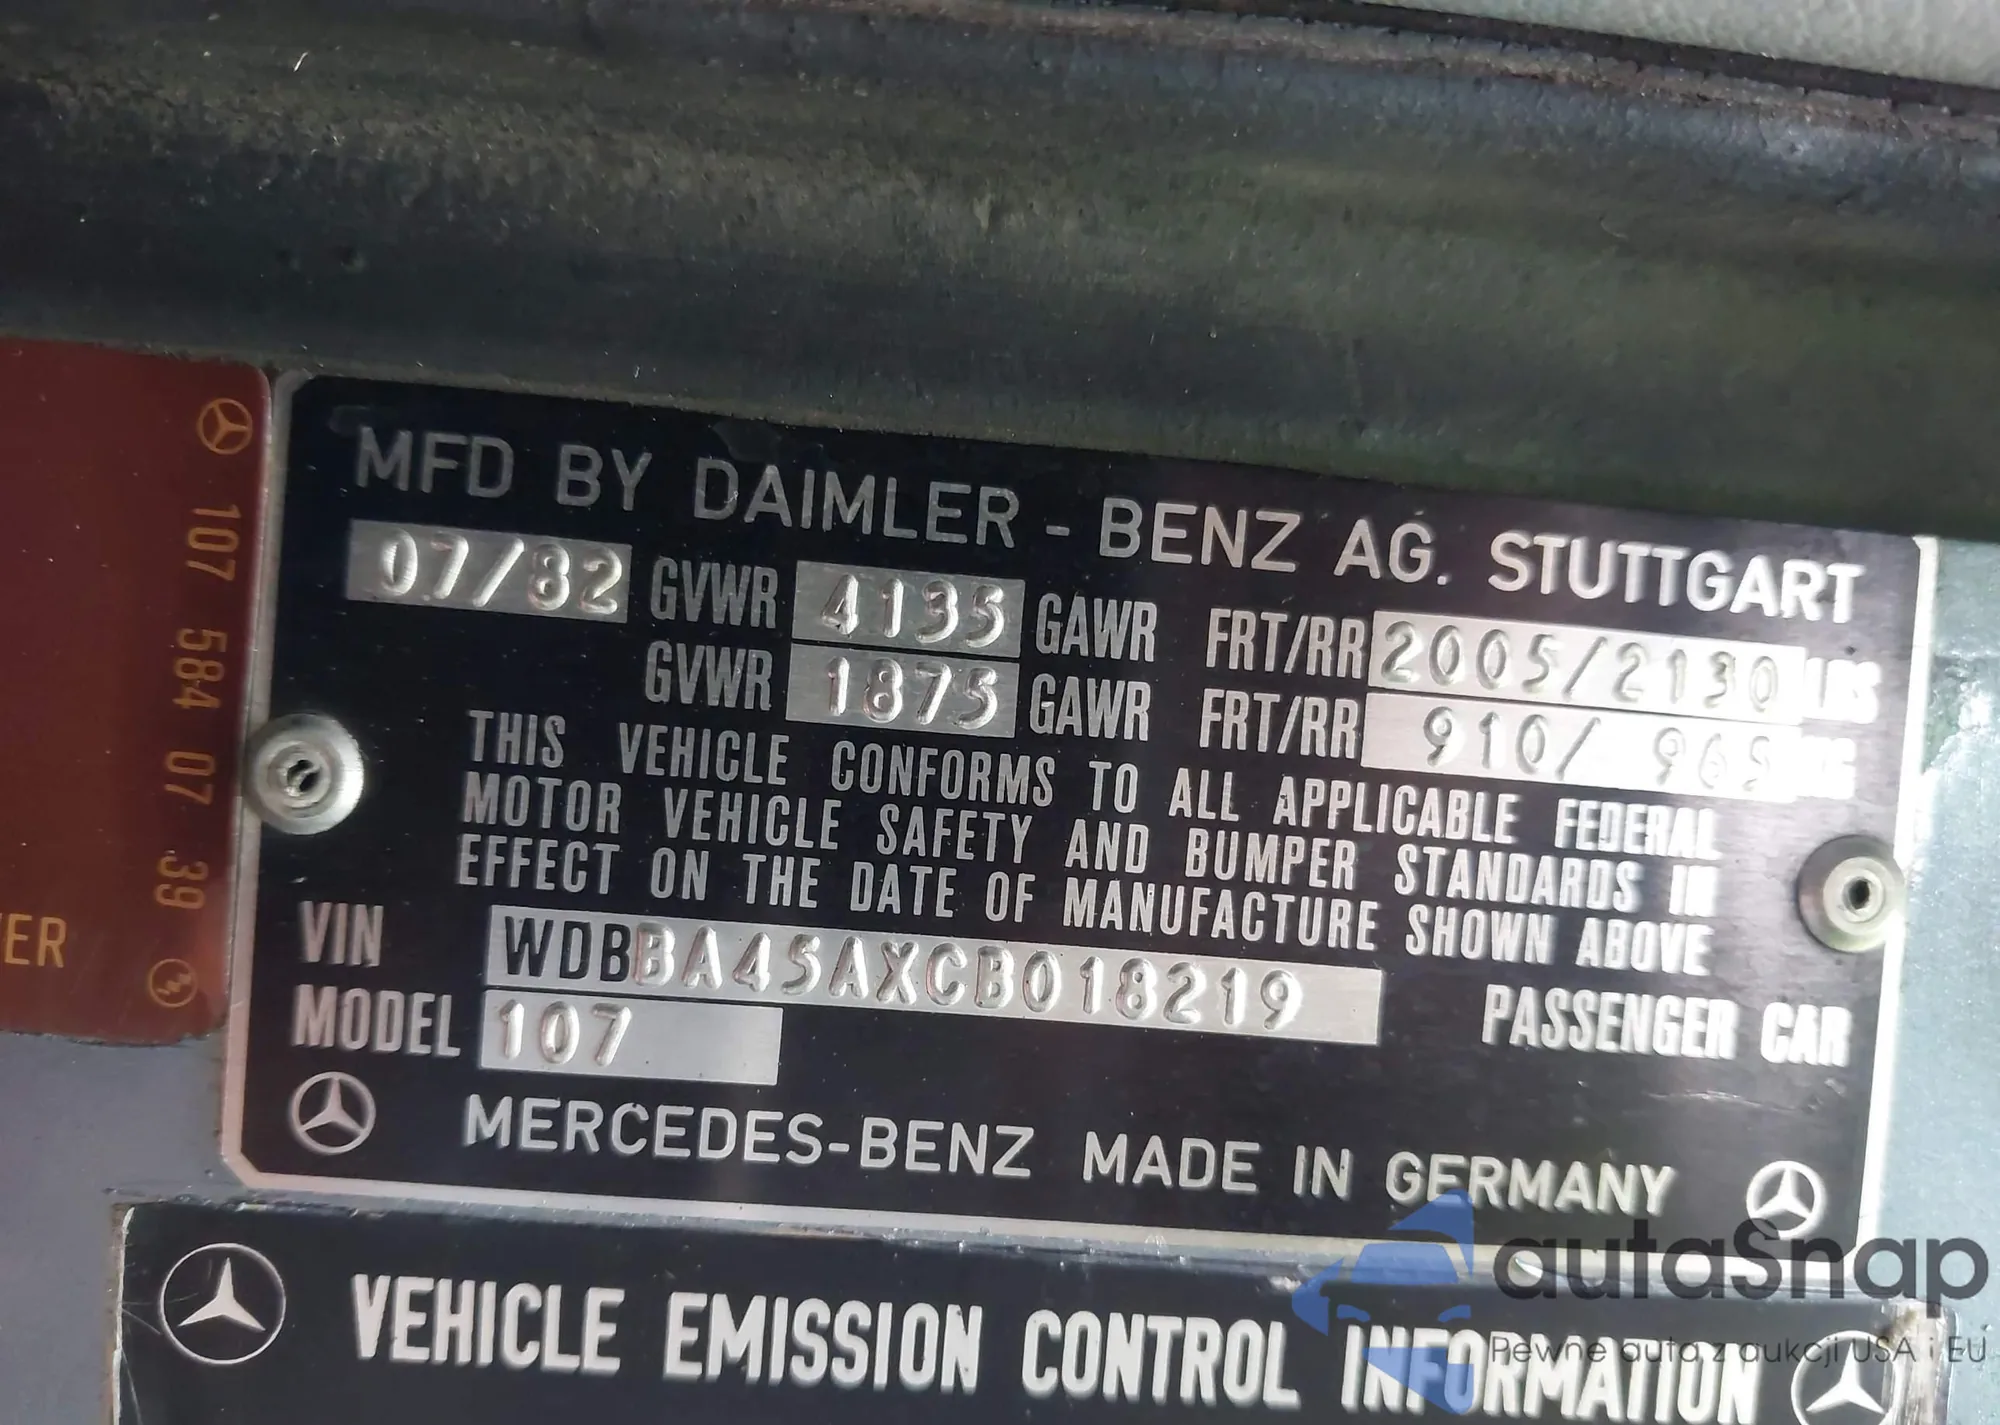 MFD BY DAIMLER - BENZ AG. STUTTGART
07/82 GVWR 4135 GAWR FRT/RR 2005/2130 LBS
GVWR 1875 GAWR FRT/RR 910/ 965 KG
THIS VEHICLE CONFORMS TO ALL APPLICABLE FEDERAL
MOTOR VEHICLE SAFETY AND BUMPER STANDARDS IN
EFFECT ON THE DATE OF MANUFACTURE SHOWN ABOVE
VIN WDBBA45AXCB018219 PASSENGER CAR
MODEL 107
MERCEDES-BENZ MADE IN GERMANY
107 584 07 39
VEHICLE EMISSION CONTROL INFORMATION
autaSnap
Pewne auta z aukcji USA i EU